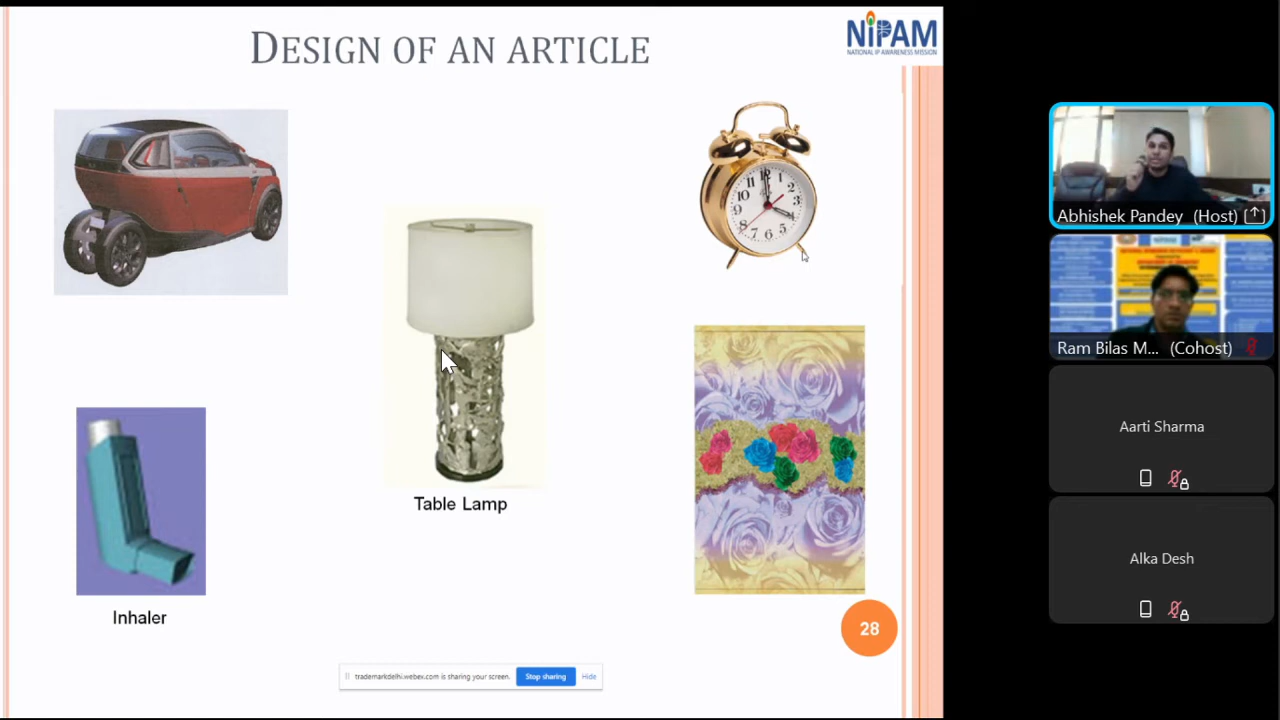 DESIGN OF AN ARTICLE
NIPAM
NATIONAL IP AWARENESS MISSION
Table Lamp
Inhaler
28
trademarkdelhi.webex.com is sharing your screen. Stop sharing Hide
Abhishek Pandey (Host)
Ram Bilas M... (Cohost)
Aarti Sharma
Alka Desh